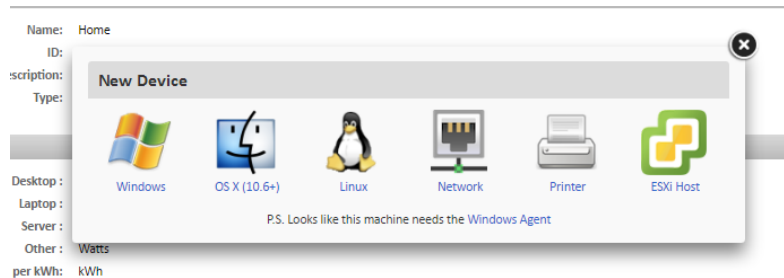 Name: Home
ID:
escription:
Type:
New Device
Windows OS X (10.6+) Linux Network Printer ESXi Host
P.S. Looks like this machine needs the Windows Agent
Desktop :
Laptop :
Server :
Other : Watts
per kWh: kWh